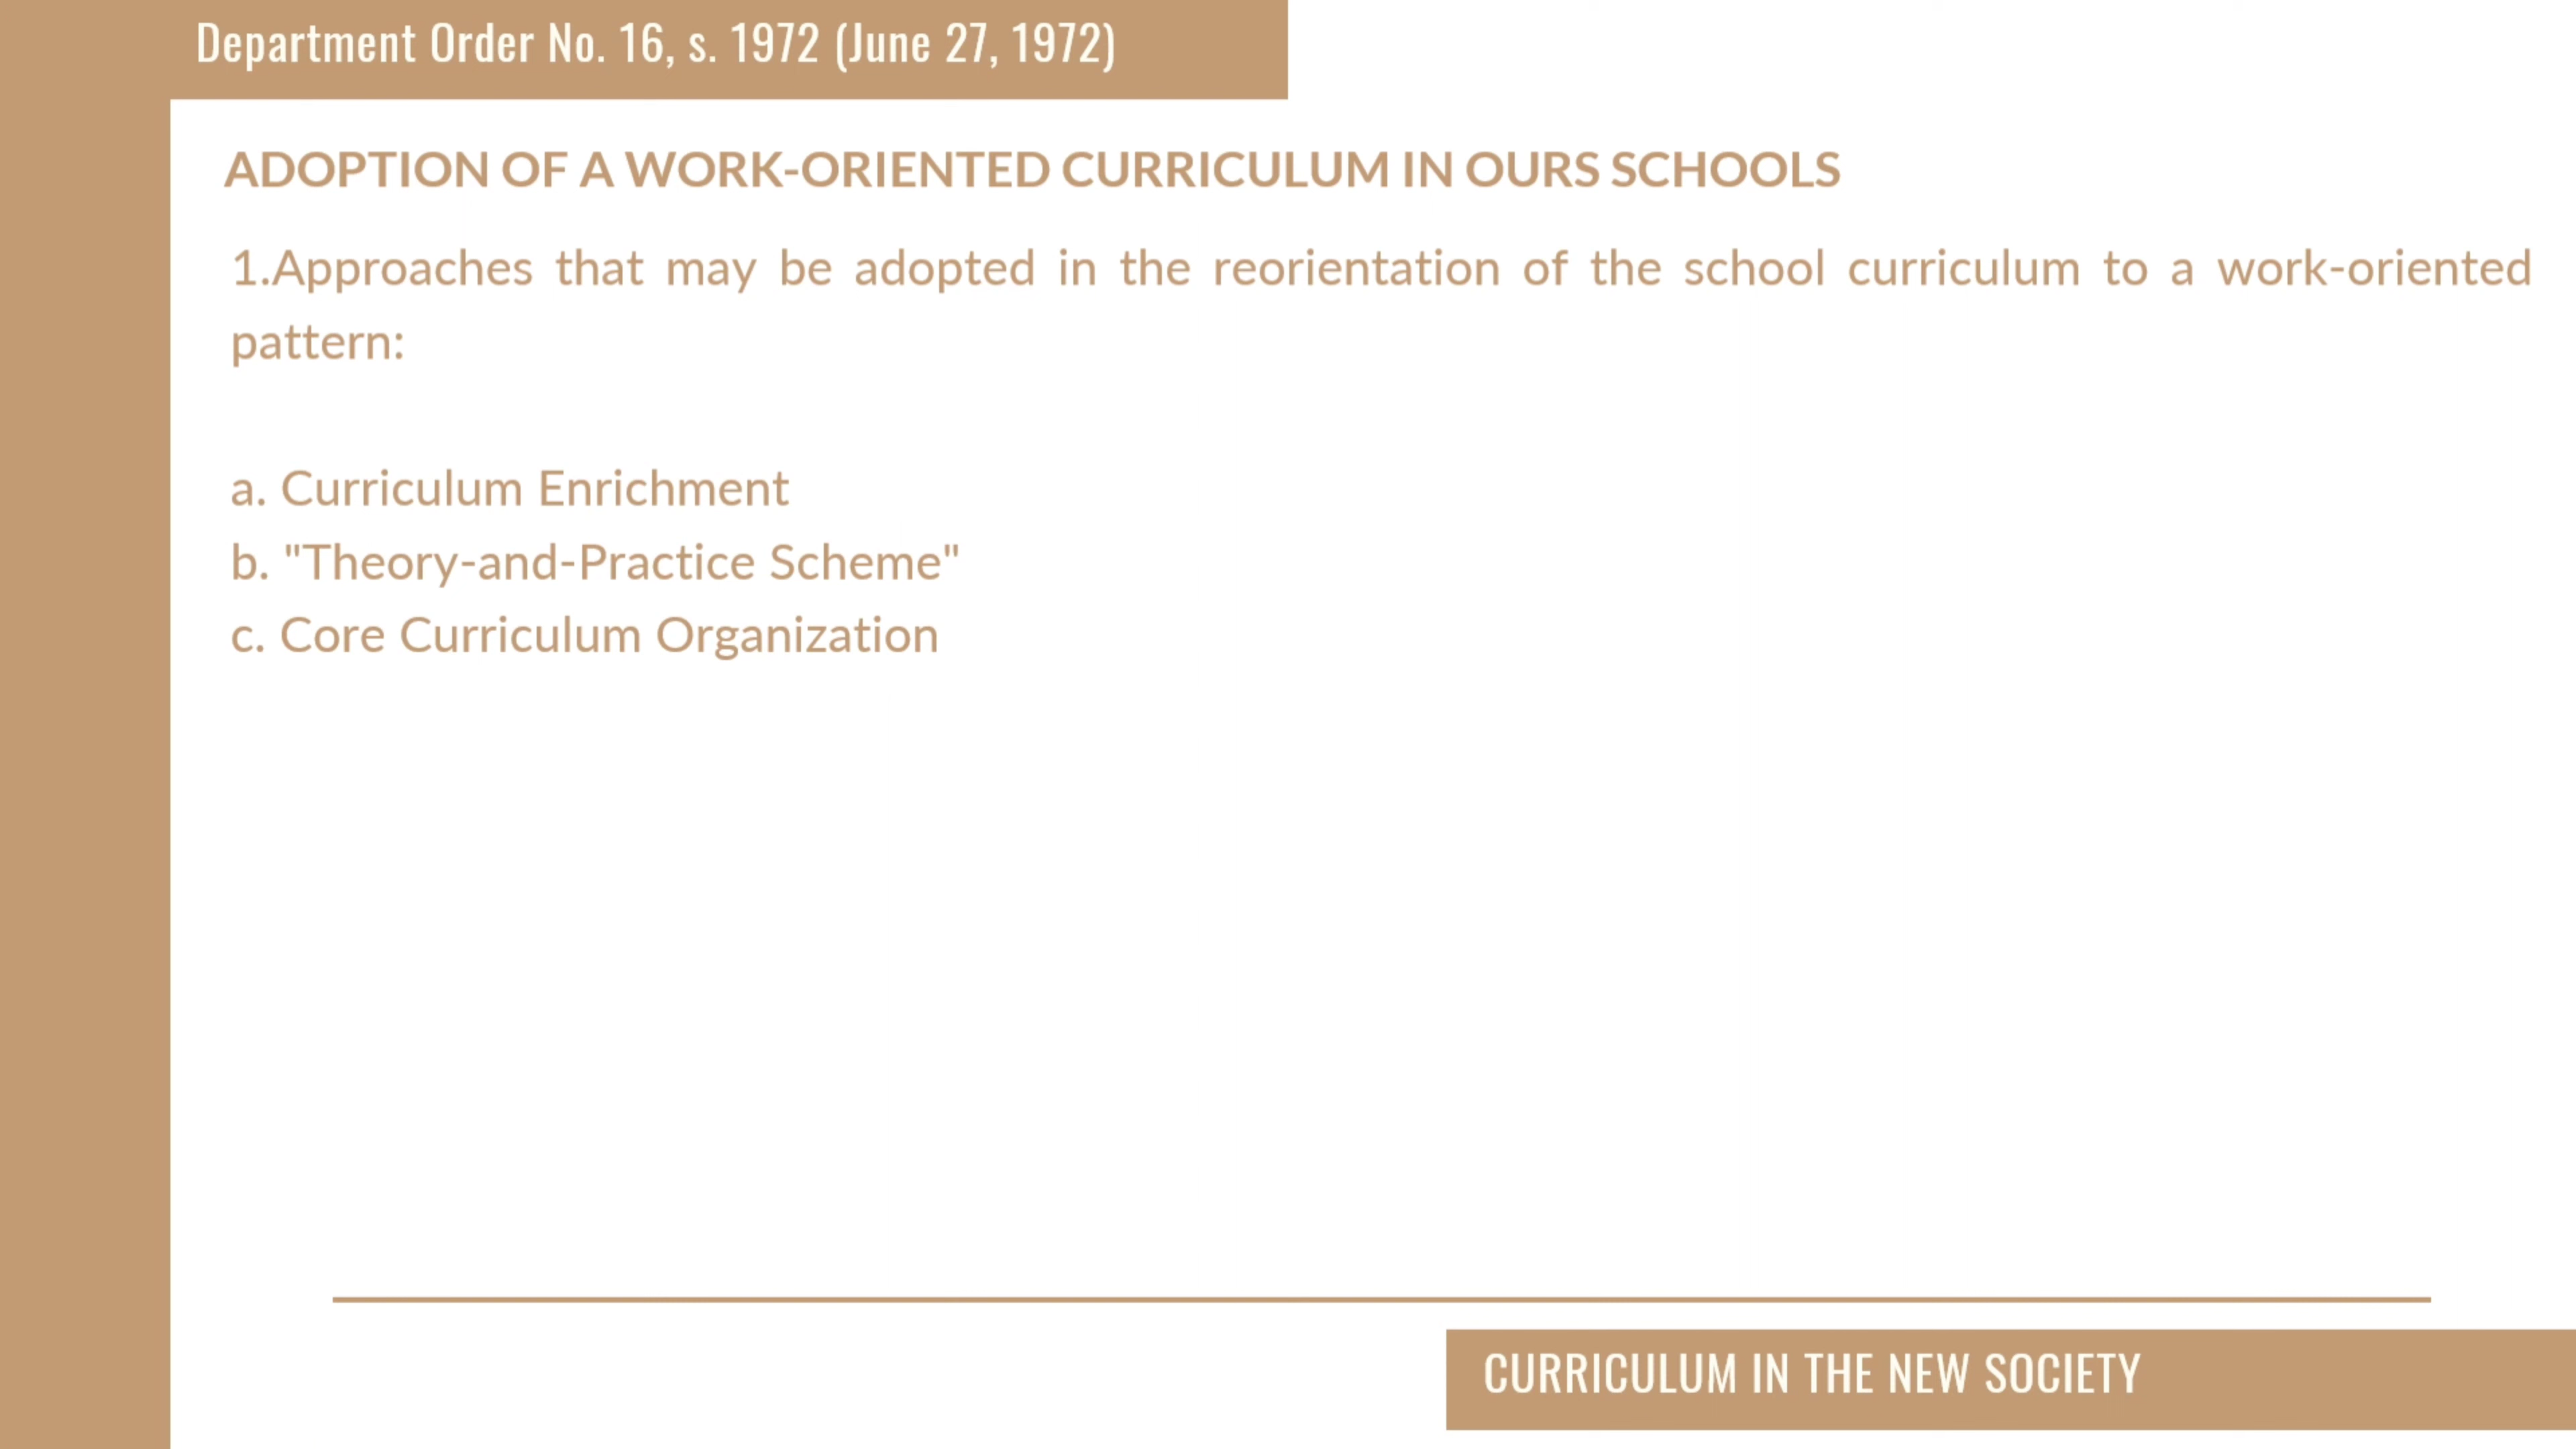 Department Order No. 16, s. 1972 (June 27, 1972)
ADOPTION OF A WORK-ORIENTED CURRICULUM IN OURS SCHOOLS
1.Approaches that may be adopted in the reorientation of the school curriculum to a work-oriented
pattern:
a. Curriculum Enrichment
b. "Theory-and-Practice Scheme"
c. Core Curriculum Organization
CURRICULUM IN THE NEW SOCIETY